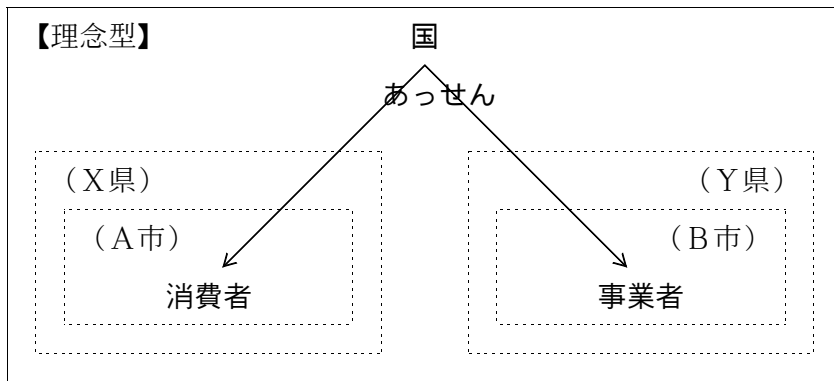 【理念型】 国
あっせん
（Ｘ県） （Ｙ県）
（Ａ市） （Ｂ市）
消費者 事業者